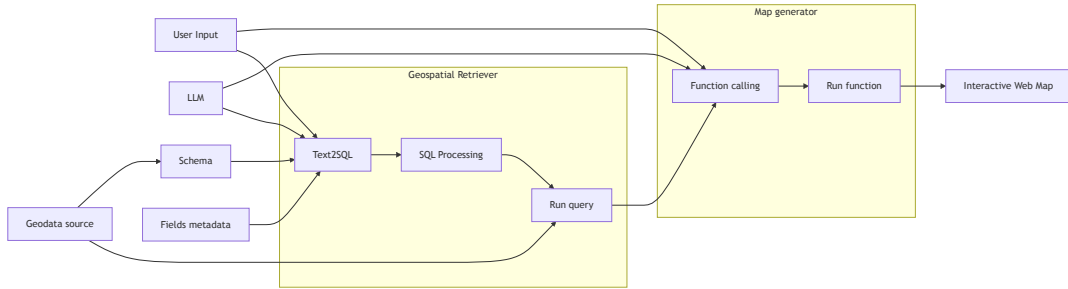 Map generator
User Input
Geospatial Retriever
LLM
Function calling
Run function
Interactive Web Map
Text2SQL
SQL Processing
Schema
Run query
Geodata source
Fields metadata